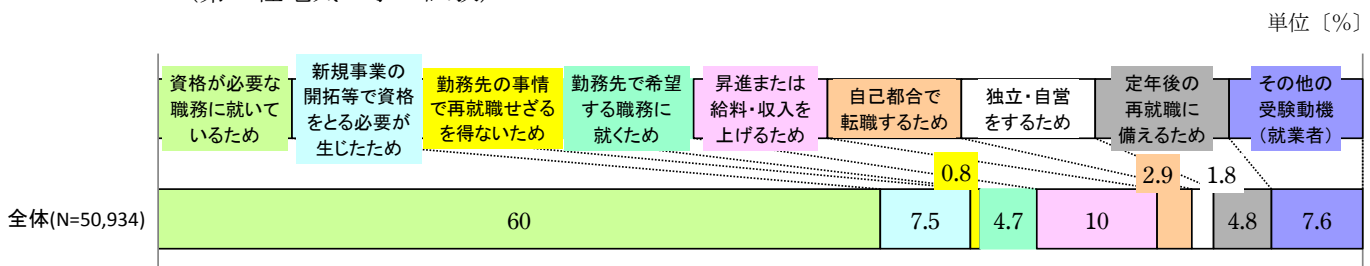 単位〔%〕
資格が必要な
職務に就いて
いるため
新規事業の
開拓等で資格
をとる必要が
生じたため
勤務先の事情
で再就職せざる
を得ないため
勤務先で希望
する職務に
就くため
昇進または
給料・収入を
上げるため
自己都合で
転職するため
独立・自営
をするため
定年後の
再就職に
備えるため
その他の
受験動機
(就業者)
0.8
2.9
1.8
全体(N=50,934)
60
7.5
4.7
10
4.8
7.6